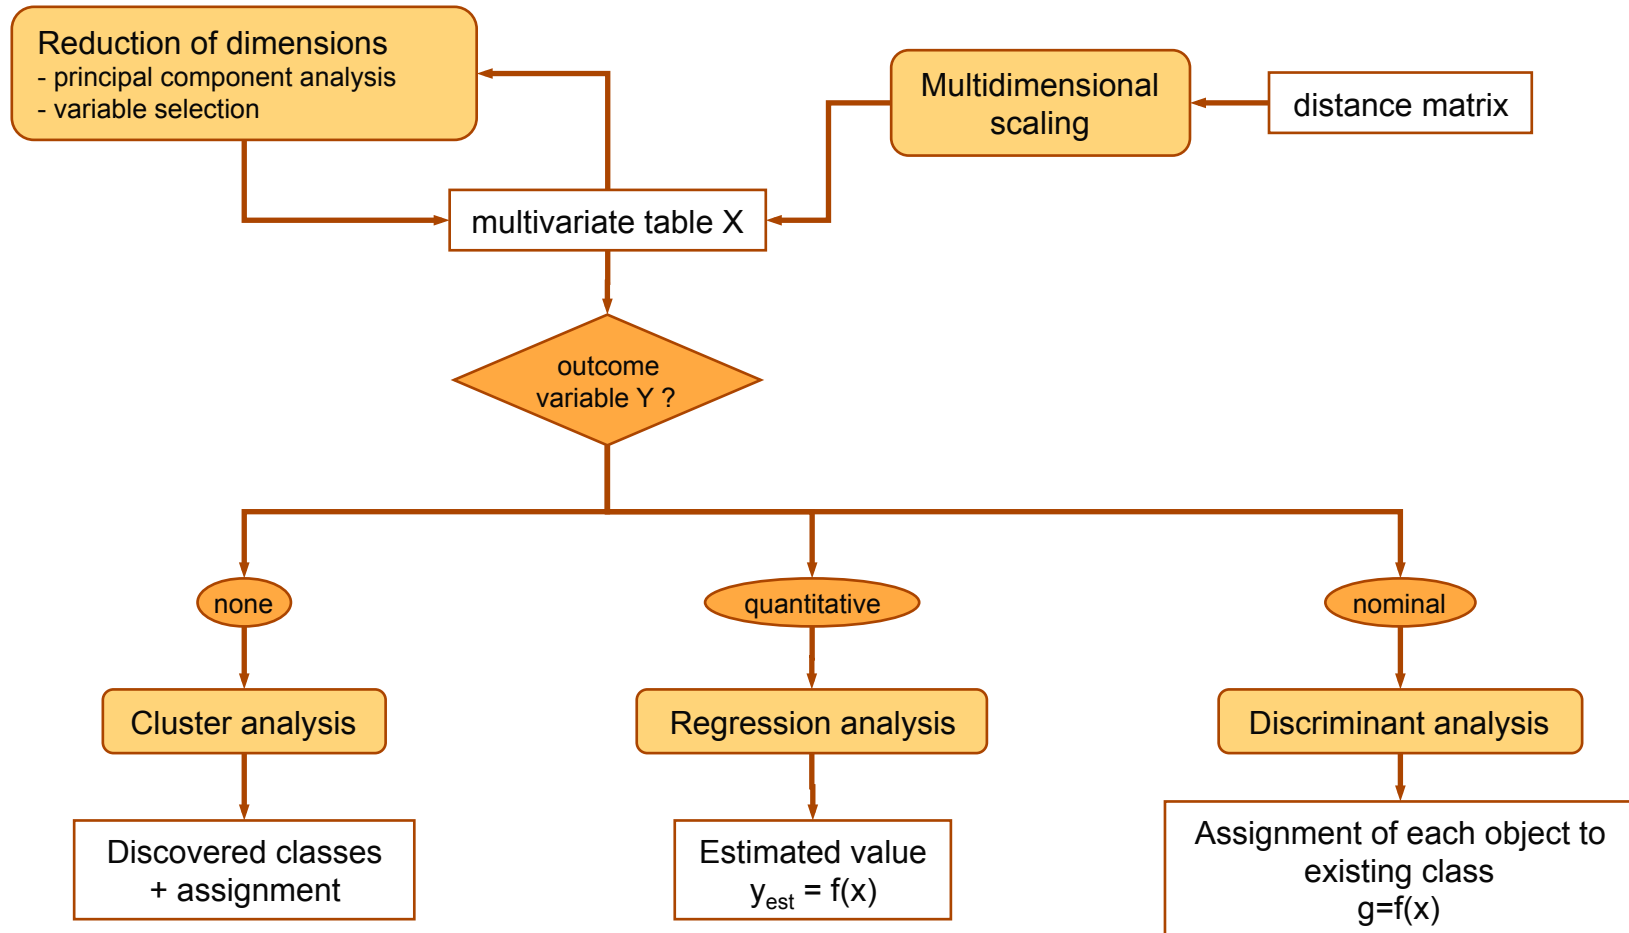 Reduction of dimensions
- principal component analysis
- variable selection
Multidimensional
scaling
distance matrix
multivariate table X
outcome
variable Y ?
none
quantitative
nominal
Cluster analysis
Regression analysis
Discriminant analysis
Discovered classes
+ assignment
Estimated value
yest = f(x)
Assignment of each object to
existing class
g=f(x)